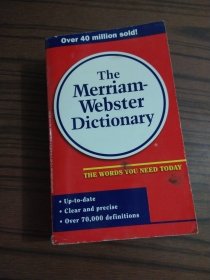 Over 40 million sold!
The
Merriam-
Webster
Dictionary
®
THE WORDS YOU NEED TODAY
• Up-to-date
• Clear and precise
• Over 70,000 definitions